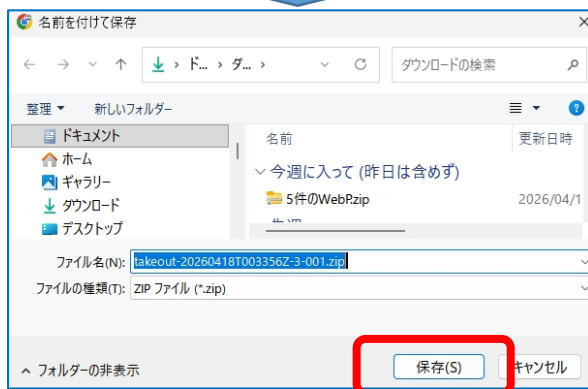 名前を付けて保存
ド... ダ...
ダウンロードの検索
整理 新しいフォルダー
ドキュメント
ホーム
ギャラリー
ダウンロード
デスクトップ
名前 更新日時
今週に入って (昨日は含めず)
5件のWebP.zip 2026/04/1
ファイル名(N): takeout-20260418T003356Z-3-001.zip
ファイルの種類(T): ZIP ファイル (*.zip)
フォルダーの非表示 保存(S) キャンセル